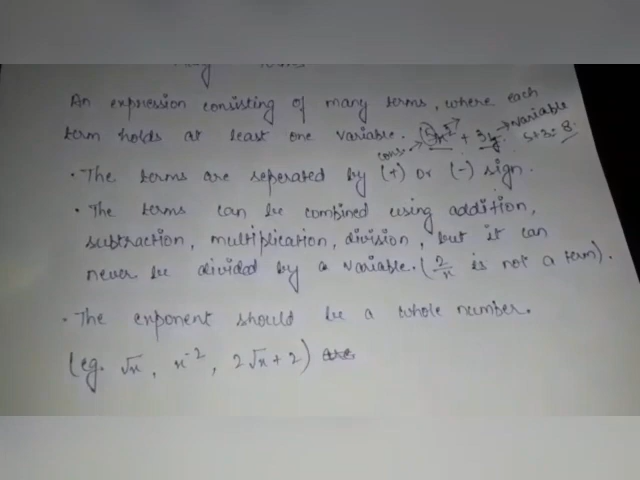 An expression consisting of many terms, where each
term holds at least one variable. (5)x² + 3y. → variable
cons. 5+3=8
• The terms are seperated by (+) or (-) sign.
• The terms can be combined using addition,
subtraction, multiplication, division, but it can
never be divided by a variable. (2/x is not a term).
• The exponent should be a whole number.
(eg. √x, x⁻², 2√x+2)